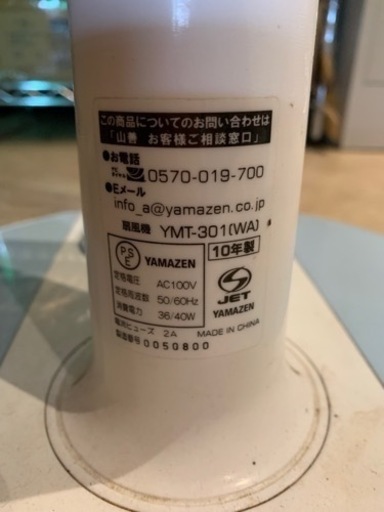 この商品についてのお問い合わせは
「山善 お客様ご相談窓口」
●お電話
0570-019-700
●Eメール
info_a@yamazen.co.jp
扇風機 YMT-301(WA)
PSE YAMAZEN 10年製
定格電圧 AC100V
定格周波数 50/60Hz
消費電力 36/40W
JET
YAMAZEN
電流ヒューズ 2A MADE IN CHINA
製造番号 0050800